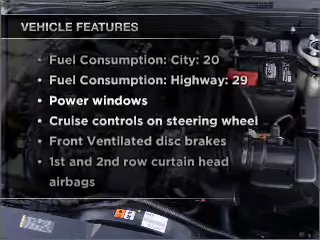 VEHICLE FEATURES
• Fuel Consumption: City: 20
• Fuel Consumption: Highway: 29
• Power windows
• Cruise controls on steering wheel
• Front Ventilated disc brakes
• 1st and 2nd row curtain head
airbags